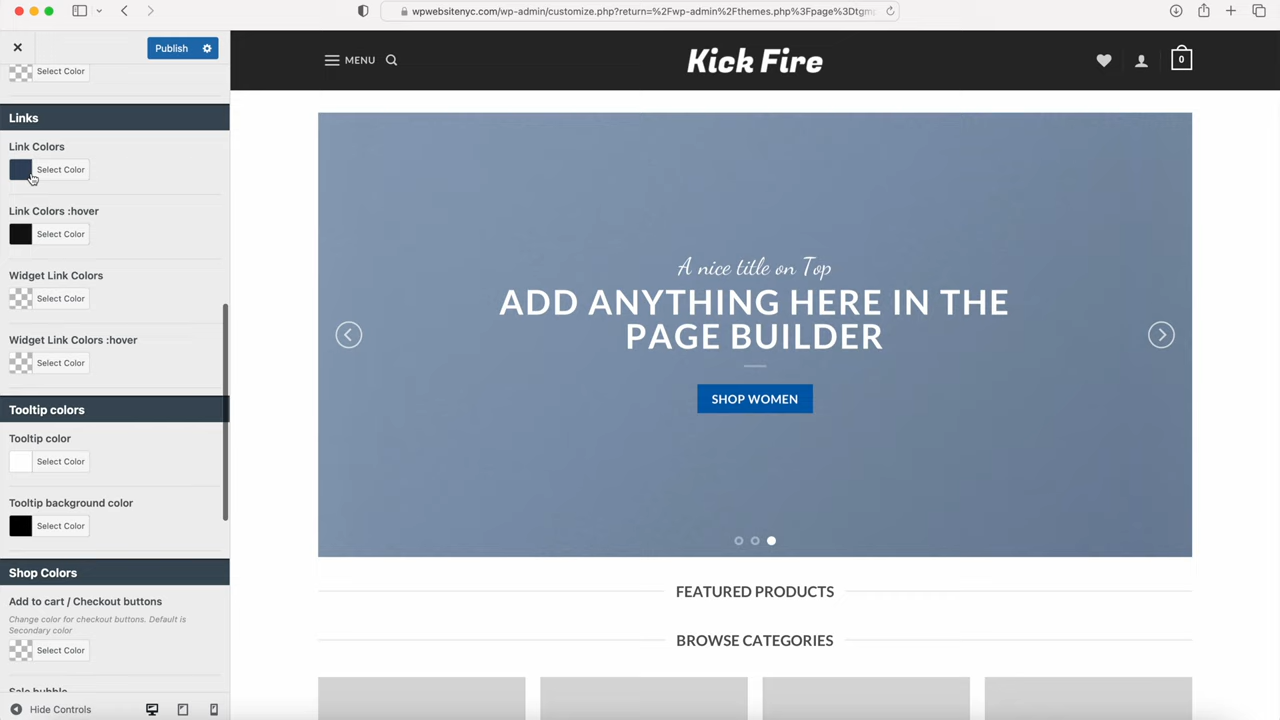 wpwebsitenyc.com/wp-admin/customize.php?return=%2Fwp-admin%2Fthemes.php%3Fpage%3Dtgm
Publish
Select Color
Links
Link Colors
Select Color
Link Colors :hover
Select Color
Widget Link Colors
Select Color
Widget Link Colors :hover
Select Color
Tooltip colors
Tooltip color
Select Color
Tooltip background color
Select Color
Shop Colors
Add to cart / Checkout buttons
Change color for checkout buttons. Default is
Secondary color
Select Color
Sale bubble
Hide Controls
MENU
Kick Fire
0
A nice title on Top
ADD ANYTHING HERE IN THE
PAGE BUILDER
SHOP WOMEN
FEATURED PRODUCTS
BROWSE CATEGORIES